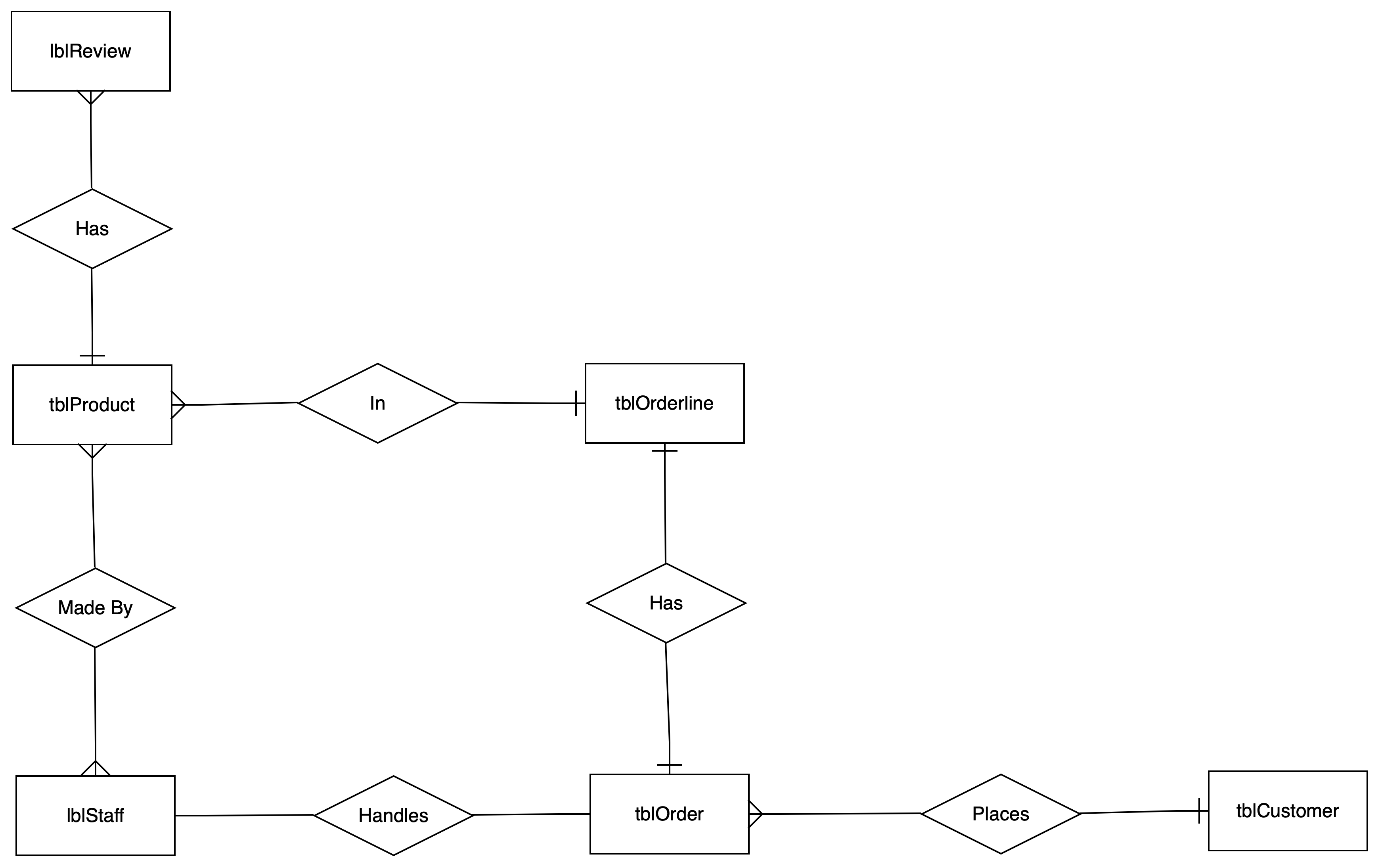 lblReview
Has
tblProduct
In
tblOrderline
Made By
Has
lblStaff
Handles
tblOrder
Places
tblCustomer